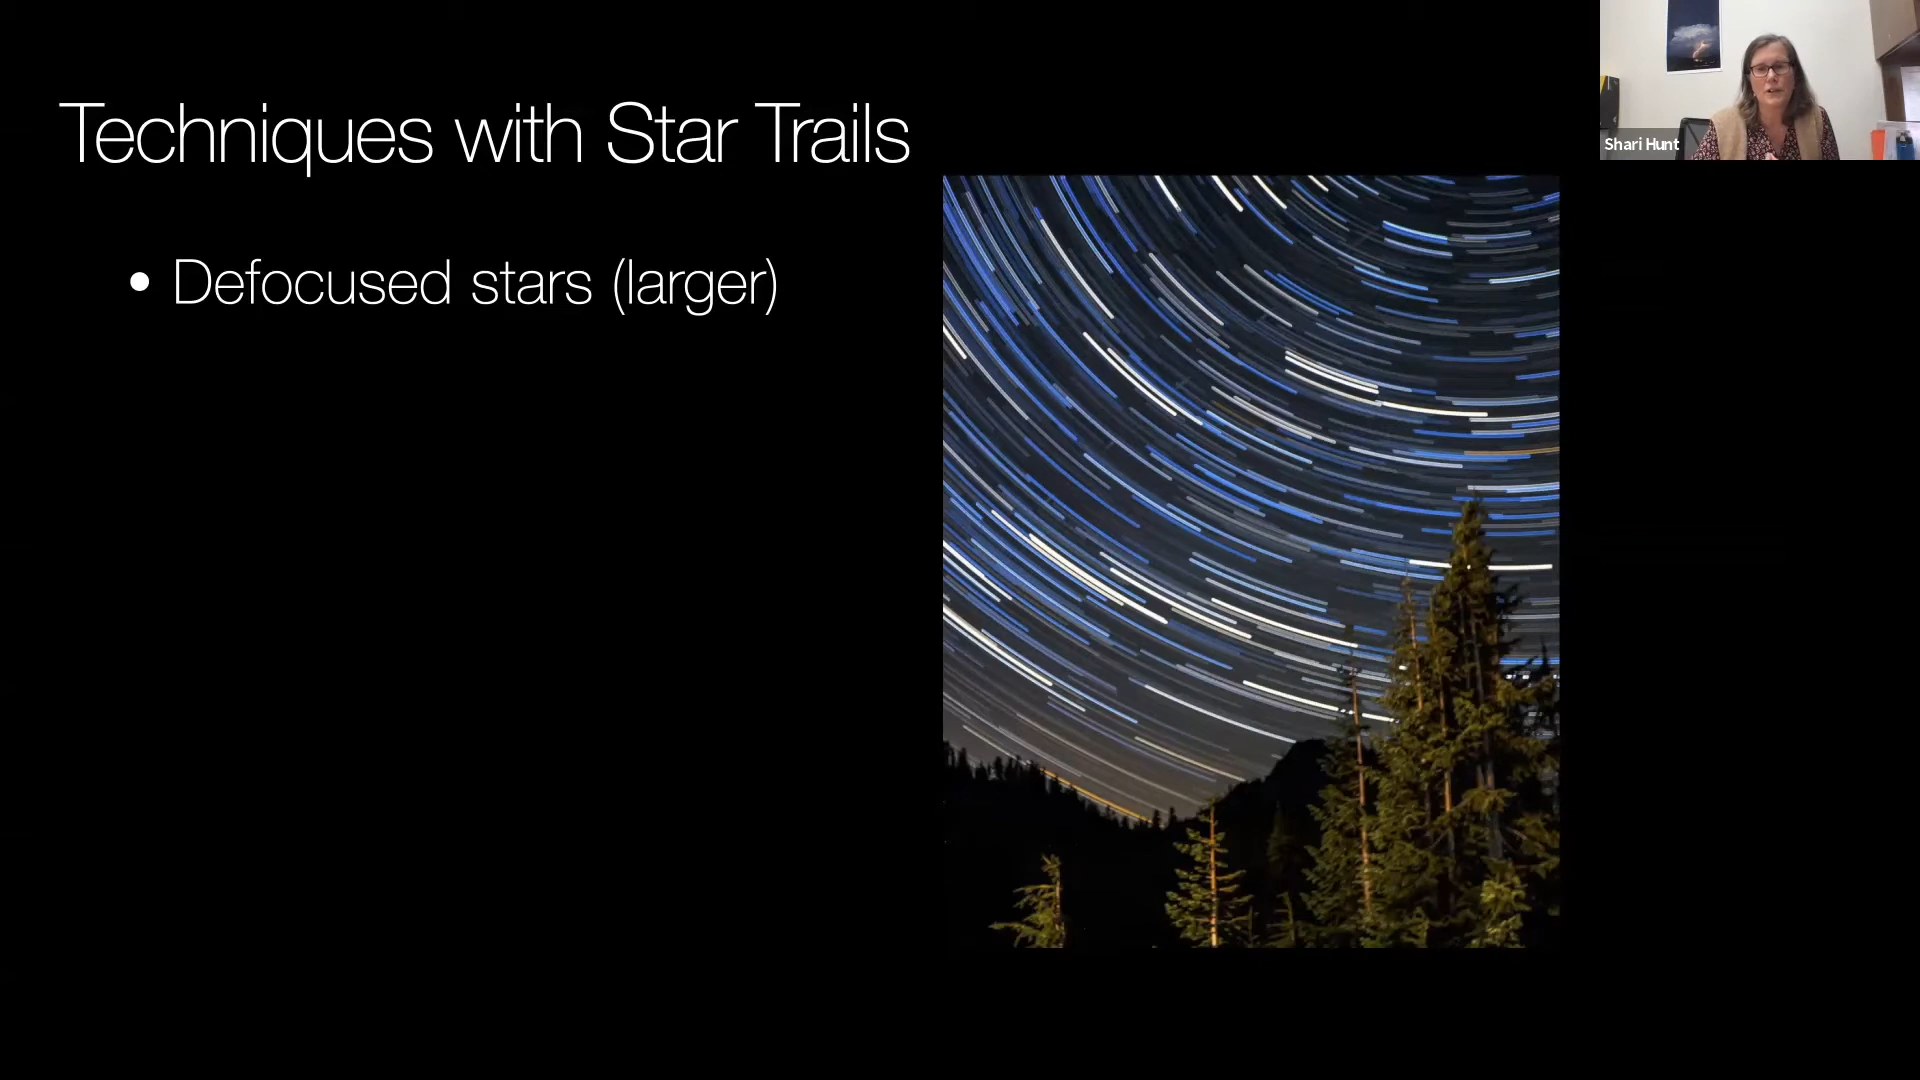 Techniques with Star Trails
• Defocused stars (larger)
Shari Hunt